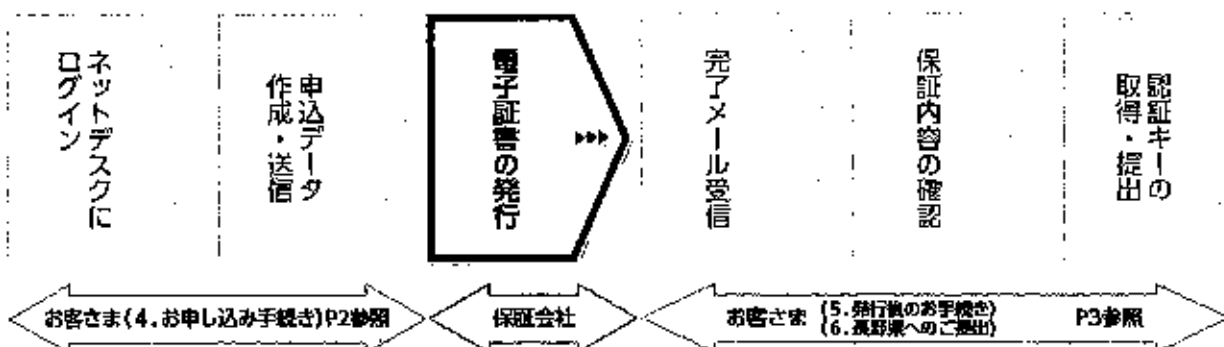 ネットデスクに
ログイン
申込データ
作成・送信
電子証書の発行
▶▶▶
完了メール受信
保証内容の確認
認証キーの
取得・提出
お客さま(4.お申し込み手続き)P2参照
保証会社
お客さま
(5.発行後のお手続き)
(6.長野県へのご提出)
P3参照